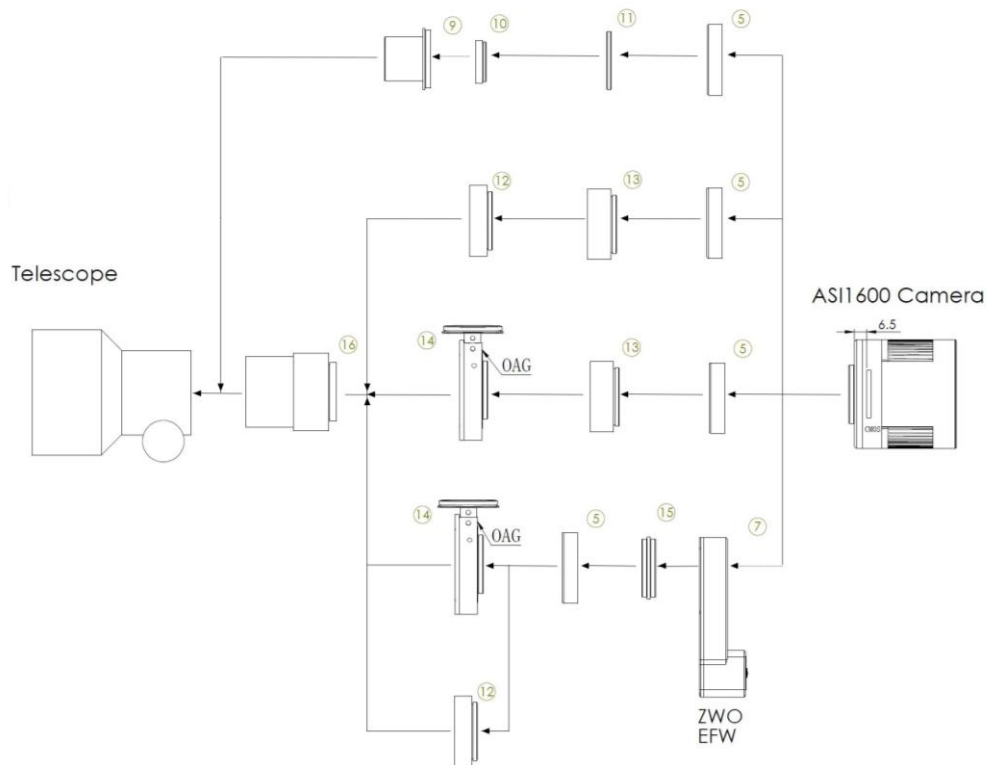 ⑨ ⑩ ⑪ ⑤
⑫ ⑬ ⑤
Telescope
ASI1600 Camera
6.5
⑯ ⑭ ⑬ ⑤
OAG
CMOS
⑭ ⑤ ⑮ ⑦
OAG
⑫
ZWO
EFW